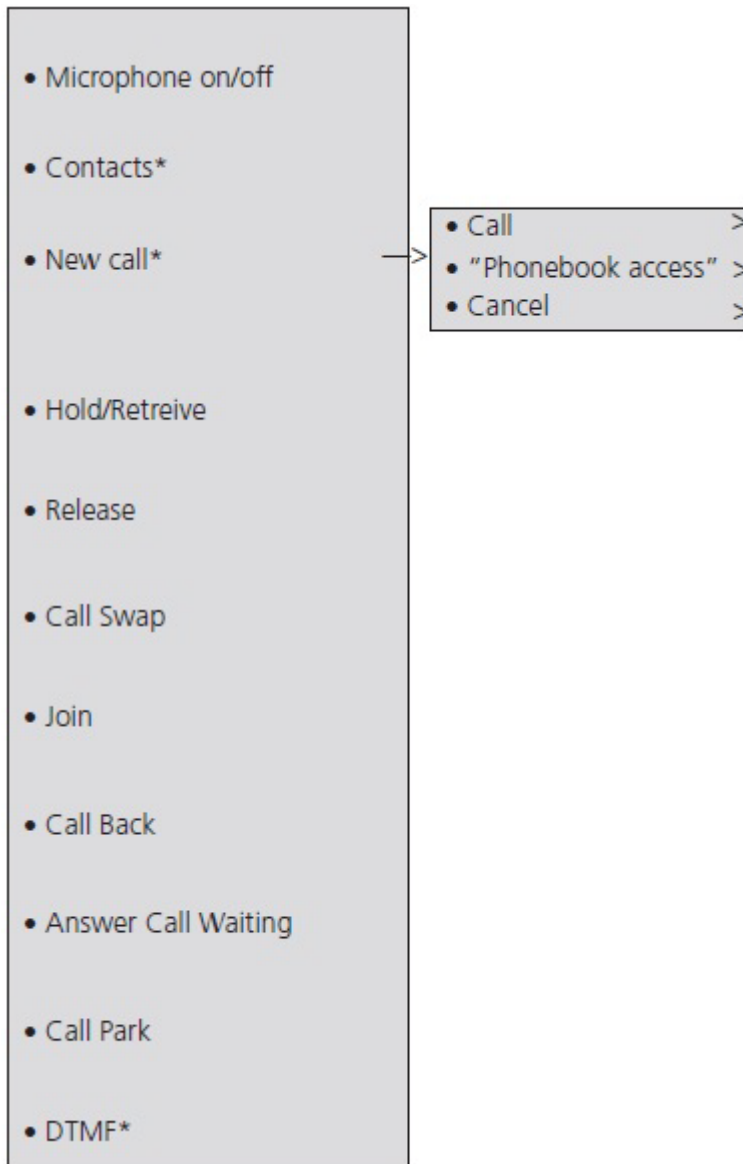 • Microphone on/off
• Contacts*
• New call*
>
• Call >
• "Phonebook access" >
• Cancel >
• Hold/Retreive
• Release
• Call Swap
• Join
• Call Back
• Answer Call Waiting
• Call Park
• DTMF*